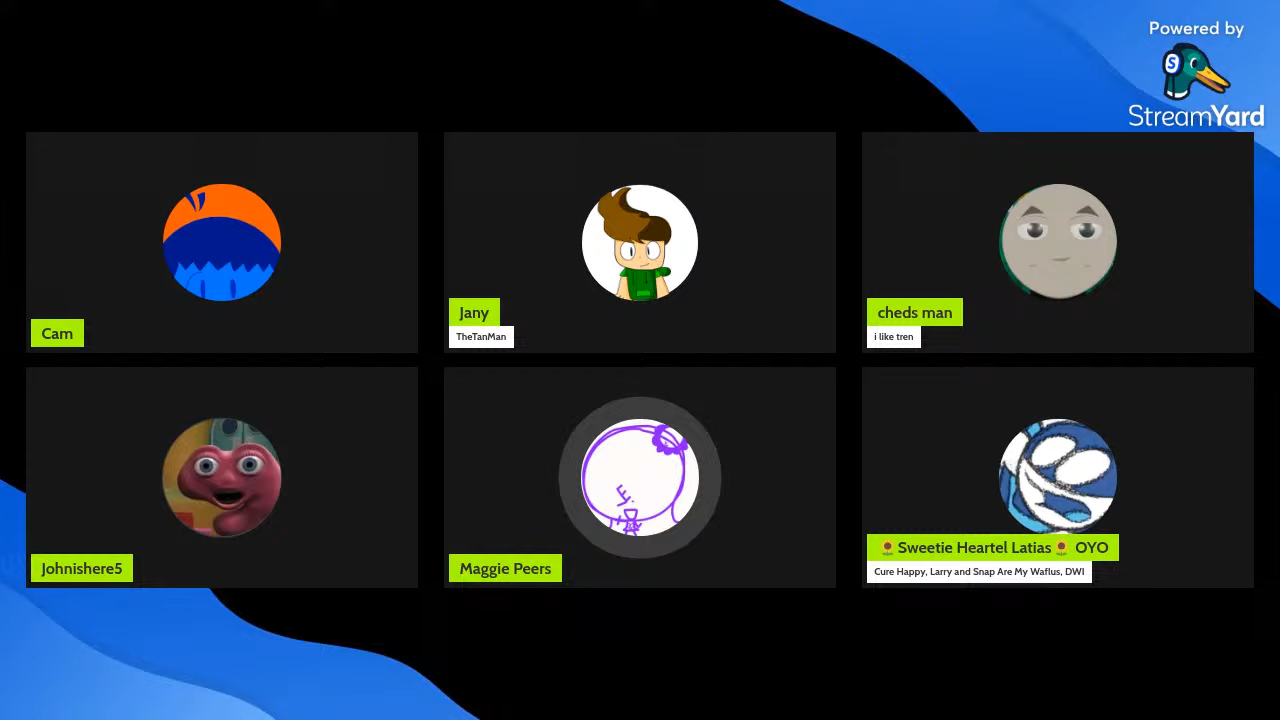 Powered by
StreamYard
S
Cam
Jany
TheTanMan
cheds man
i like tren
Johnishere5
Maggie Peers
🌻Sweetie Heartel Latias🌻 OYO
Cure Happy, Larry and Snap Are My Waflus, DWI